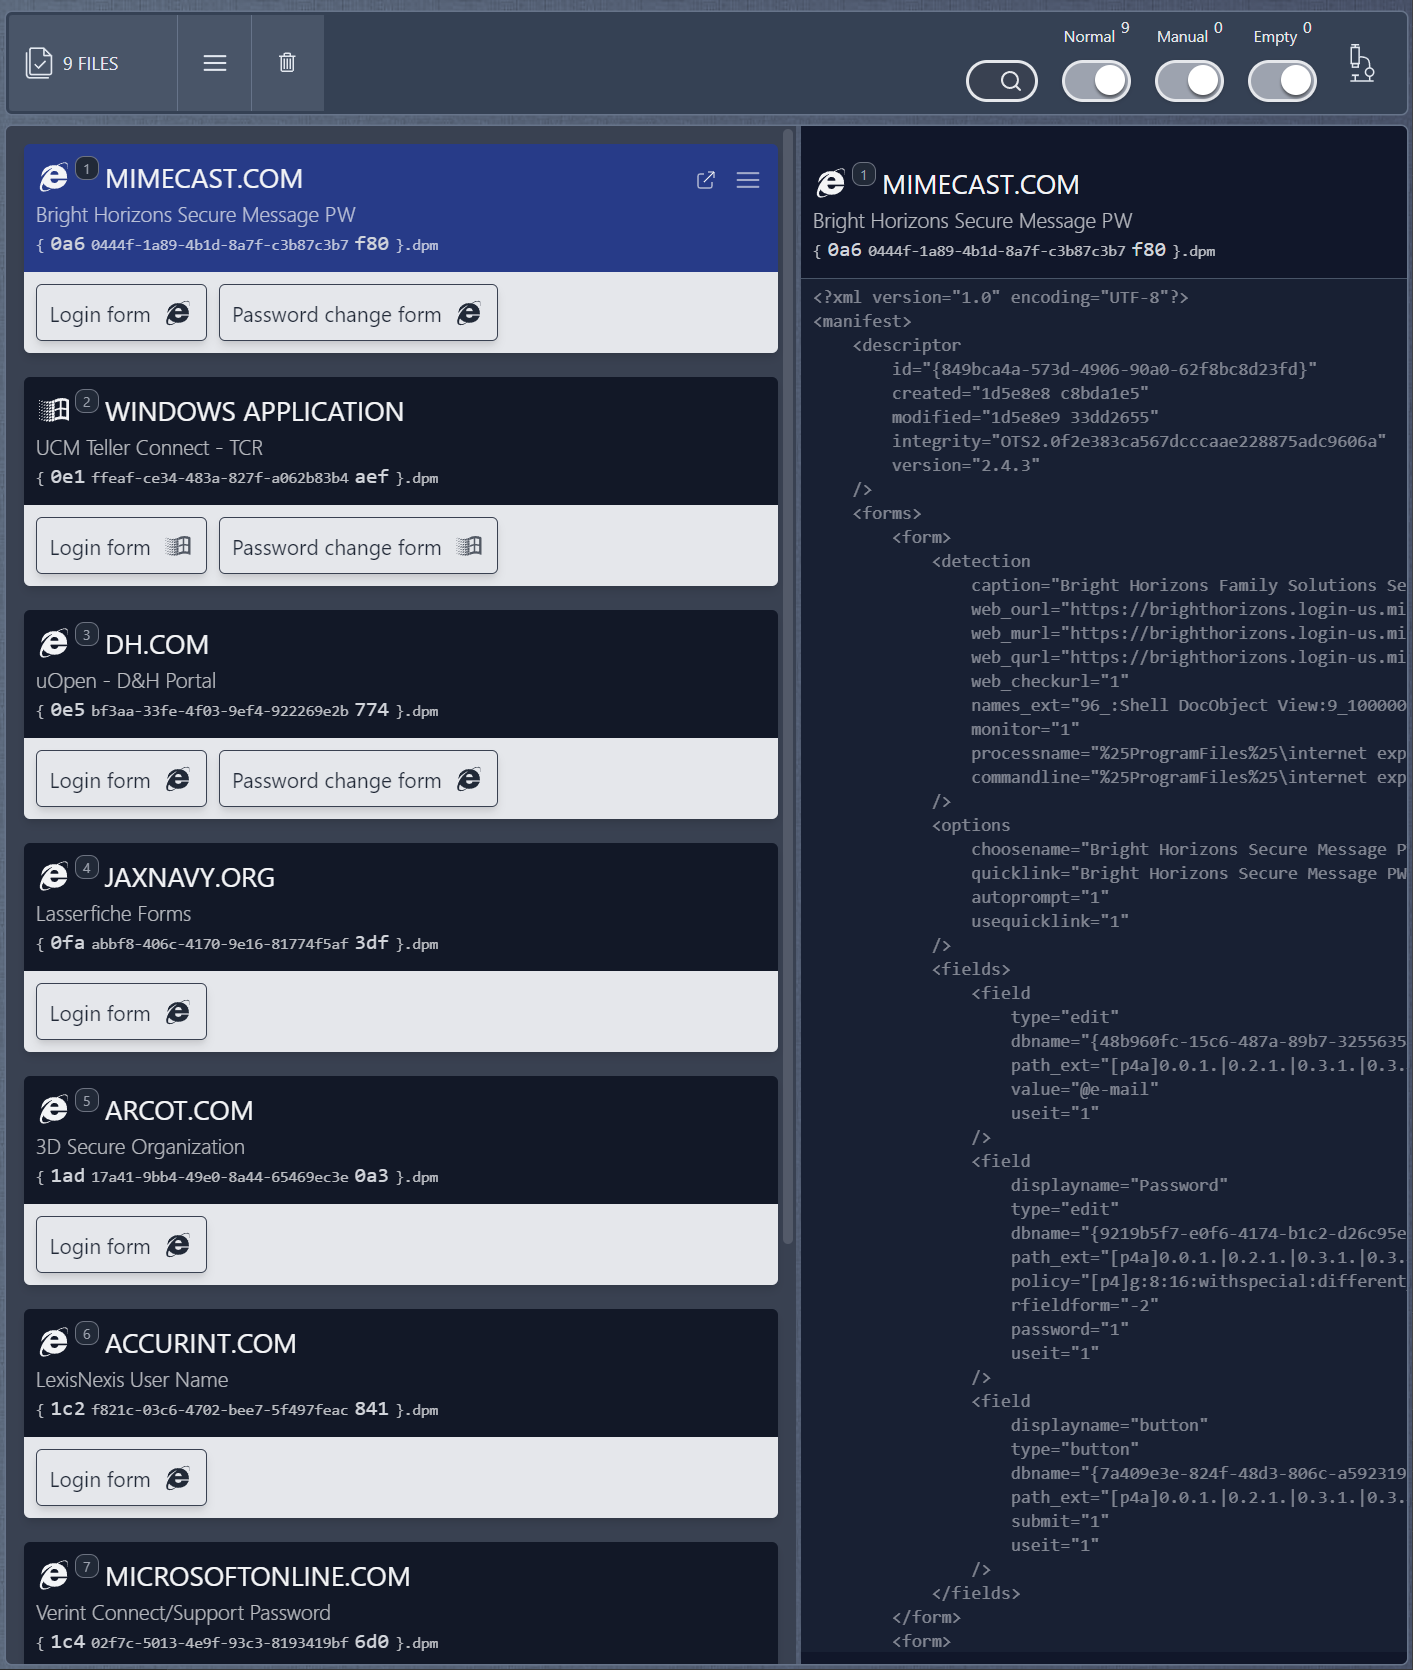 9 FILES
Normal 9
Manual 0
Empty 0
1 MIMECAST.COM
Bright Horizons Secure Message PW
{ 0a6 0444f-1a89-4b1d-8a7f-c3b87c3b7 f80 }.dpm
Login form
Password change form
2 WINDOWS APPLICATION
UCM Teller Connect - TCR
{ 0e1 ffeaf-ce34-483a-827f-a062b83b4 aef }.dpm
Login form
Password change form
3 DH.COM
uOpen - D&H Portal
{ 0e5 bf3aa-33fe-4f03-9ef4-922269e2b 774 }.dpm
Login form
Password change form
4 JAXNAVY.ORG
Lasserfiche Forms
{ 0fa abbf8-406c-4170-9e16-81774f5af 3df }.dpm
Login form
5 ARCOT.COM
3D Secure Organization
{ 1ad 17a41-9bb4-49e0-8a44-65469ec3e 0a3 }.dpm
Login form
6 ACCURINT.COM
LexisNexis User Name
{ 1c2 f821c-03c6-4702-bee7-5f497feac 841 }.dpm
Login form
7 MICROSOFTONLINE.COM
Verint Connect/Support Password
{ 1c4 02f7c-5013-4e9f-93c3-8193419bf 6d0 }.dpm
1 MIMECAST.COM
Bright Horizons Secure Message PW
{ 0a6 0444f-1a89-4b1d-8a7f-c3b87c3b7 f80 }.dpm
<?xml version="1.0" encoding="UTF-8"?>
<manifest>
<descriptor
id="{849bca4a-573d-4906-90a0-62f8bc8d23fd}"
created="1d5e8e8 c8bda1e5"
modified="1d5e8e9 33dd2655"
integrity="OTS2.0f2e383ca567dcccaae228875adc9606a"
version="2.4.3"
/>
<forms>
<form>
<detection
caption="Bright Horizons Family Solutions Se
web_ourl="https://brighthorizons.login-us.mi
web_murl="https://brighthorizons.login-us.mi
web_qurl="https://brighthorizons.login-us.mi
web_checkurl="1"
names_ext="96_:Shell DocObject View:9_100000
monitor="1"
processname="%25ProgramFiles%25\internet exp
commandline="%25ProgramFiles%25\internet exp
/>
<options
choosename="Bright Horizons Secure Message P
quicklink="Bright Horizons Secure Message PW
autoprompt="1"
usequicklink="1"
/>
<fields>
<field
type="edit"
dbname="{48b960fc-15c6-487a-89b7-3255635
path_ext="[p4a]0.0.1.|0.2.1.|0.3.1.|0.3.
value="@e-mail"
useit="1"
/>
<field
displayname="Password"
type="edit"
dbname="{9219b5f7-e0f6-4174-b1c2-d26c95e
path_ext="[p4a]0.0.1.|0.2.1.|0.3.1.|0.3.
policy="[p4]g:8:16:withspecial:different
rfieldform="-2"
password="1"
useit="1"
/>
<field
displayname="button"
type="button"
dbname="{7a409e3e-824f-48d3-806c-a592319
path_ext="[p4a]0.0.1.|0.2.1.|0.3.1.|0.3.
submit="1"
useit="1"
/>
</fields>
</form>
<form>